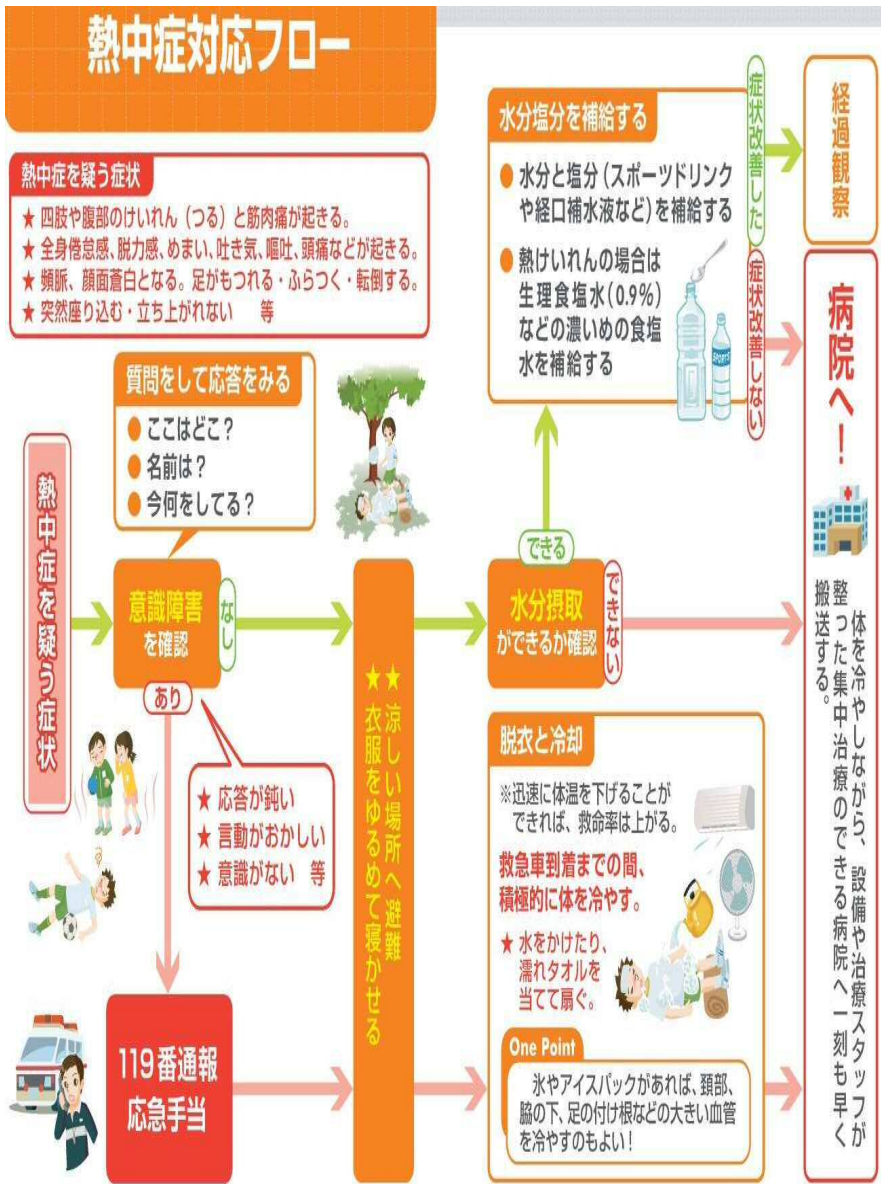 熱中症対応フロー
熱中症を疑う症状
★ 四肢や腹部のけいれん(つる)と筋肉痛が起きる。
★ 全身倦怠感、脱力感、めまい、吐き気、嘔吐、頭痛などが起きる。
★ 頻脈、顔面蒼白となる。足がもつれる・ふらつく・転倒する。
★ 突然座り込む・立ち上がれない 等
質問をして応答をみる
● ここはどこ?
● 名前は?
● 今何をしてる?
熱中症を疑う症状
意識障害
を確認
なし
あり
★ 応答が鈍い
★ 言動がおかしい
★ 意識がない 等
119番通報
応急手当
★ 涼しい場所へ避難
★ 衣服をゆるめて寝かせる
水分摂取
ができるか確認
できる
できない
水分塩分を補給する
● 水分と塩分(スポーツドリンク
や経口補水液など)を補給する
● 熱けいれんの場合は
生理食塩水(0.9%)
などの濃いめの食塩
水を補給する
SPORTS
症状改善した
症状改善しない
経過観察
病院へ!
体を冷やしながら、設備や治療スタッフが
整った集中治療のできる病院へ一刻も早く
搬送する。
脱衣と冷却
※迅速に体温を下げることが
できれば、救命率は上がる。
救急車到着までの間、
積極的に体を冷やす。
★ 水をかけたり、
濡れタオルを
当てて扇ぐ。
One Point
氷やアイスパックがあれば、頚部、
脇の下、足の付け根などの大きい血管
を冷やすのもよい!